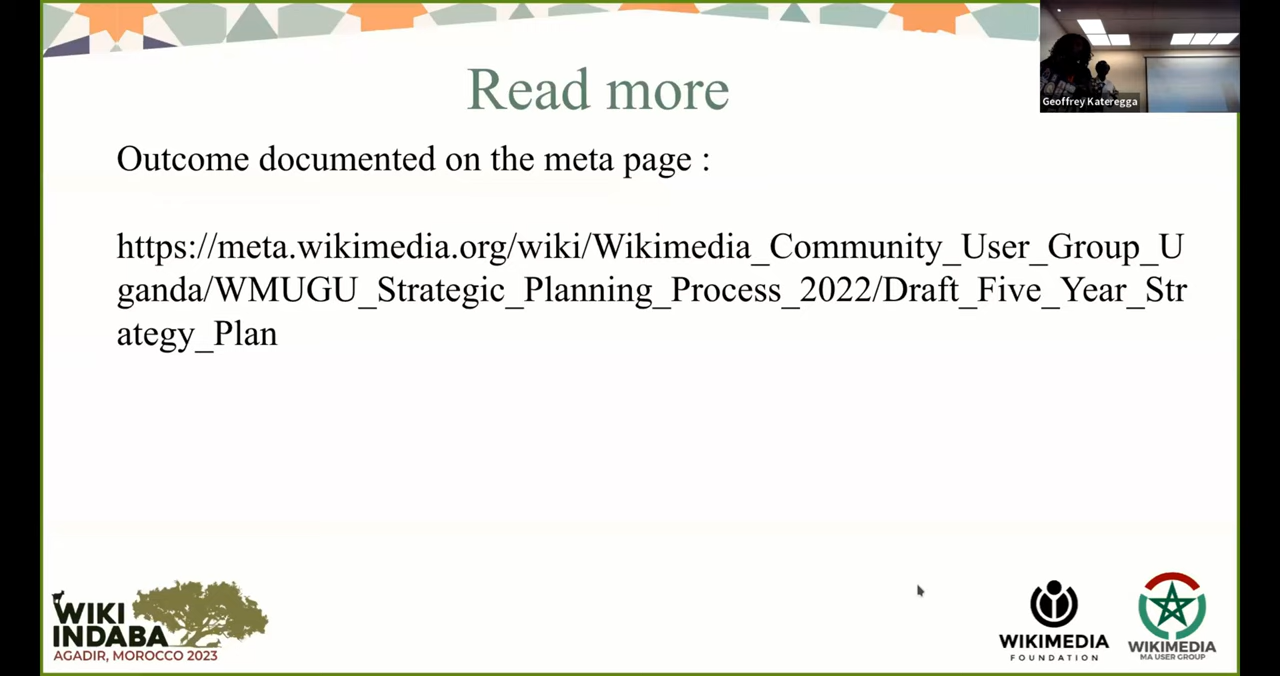 Read more
Geoffrey Kateregga
Outcome documented on the meta page :
https://meta.wikimedia.org/wiki/Wikimedia_Community_User_Group_U
ganda/WMUGU_Strategic_Planning_Process_2022/Draft_Five_Year_Str
ategy_Plan
WIKI
INDABA
AGADIR, MOROCCO 2023
WIKIMEDIA
FOUNDATION
WIKIMEDIA
MA USER GROUP